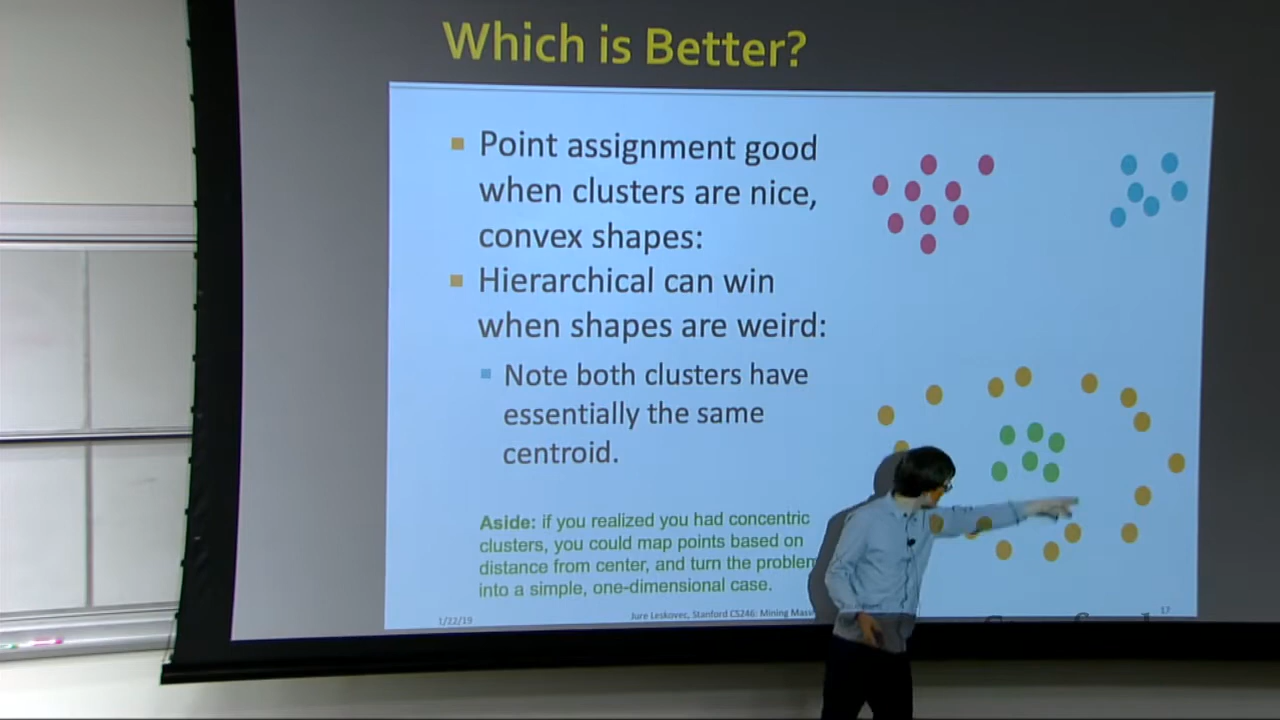 Which is Better?
Point assignment good
when clusters are nice,
convex shapes:
Hierarchical can win
when shapes are weird:
Note both clusters have
essentially the same
centroid.
Aside: if you realized you had concentric
clusters, you could map points based on
distance from center, and turn the problem
into a simple, one-dimensional case.
1/22/19
Jure Leskovec, Stanford CS246: Mining
17